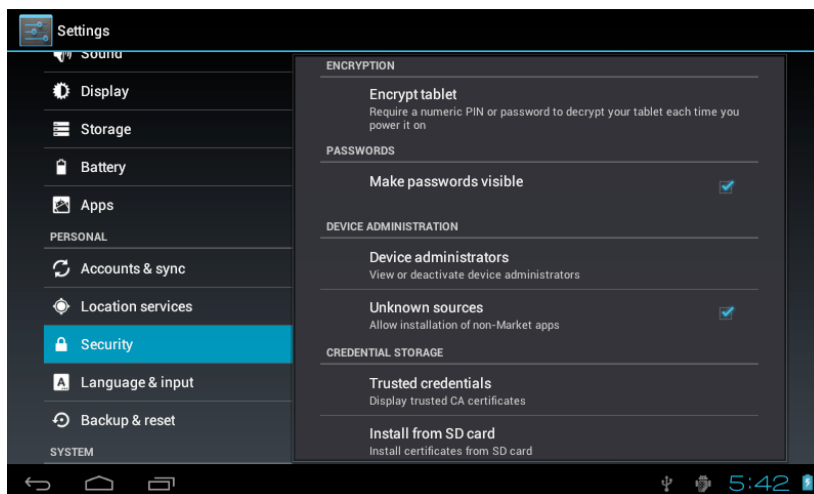 Settings
Sound
Display
Storage
Battery
Apps
PERSONAL
Accounts & sync
Location services
Security
Language & input
Backup & reset
SYSTEM
ENCRYPTION
Encrypt tablet
Require a numeric PIN or password to decrypt your tablet each time you
power it on
PASSWORDS
Make passwords visible
DEVICE ADMINISTRATION
Device administrators
View or deactivate device administrators
Unknown sources
Allow installation of non-Market apps
CREDENTIAL STORAGE
Trusted credentials
Display trusted CA certificates
Install from SD card
Install certificates from SD card
5:42